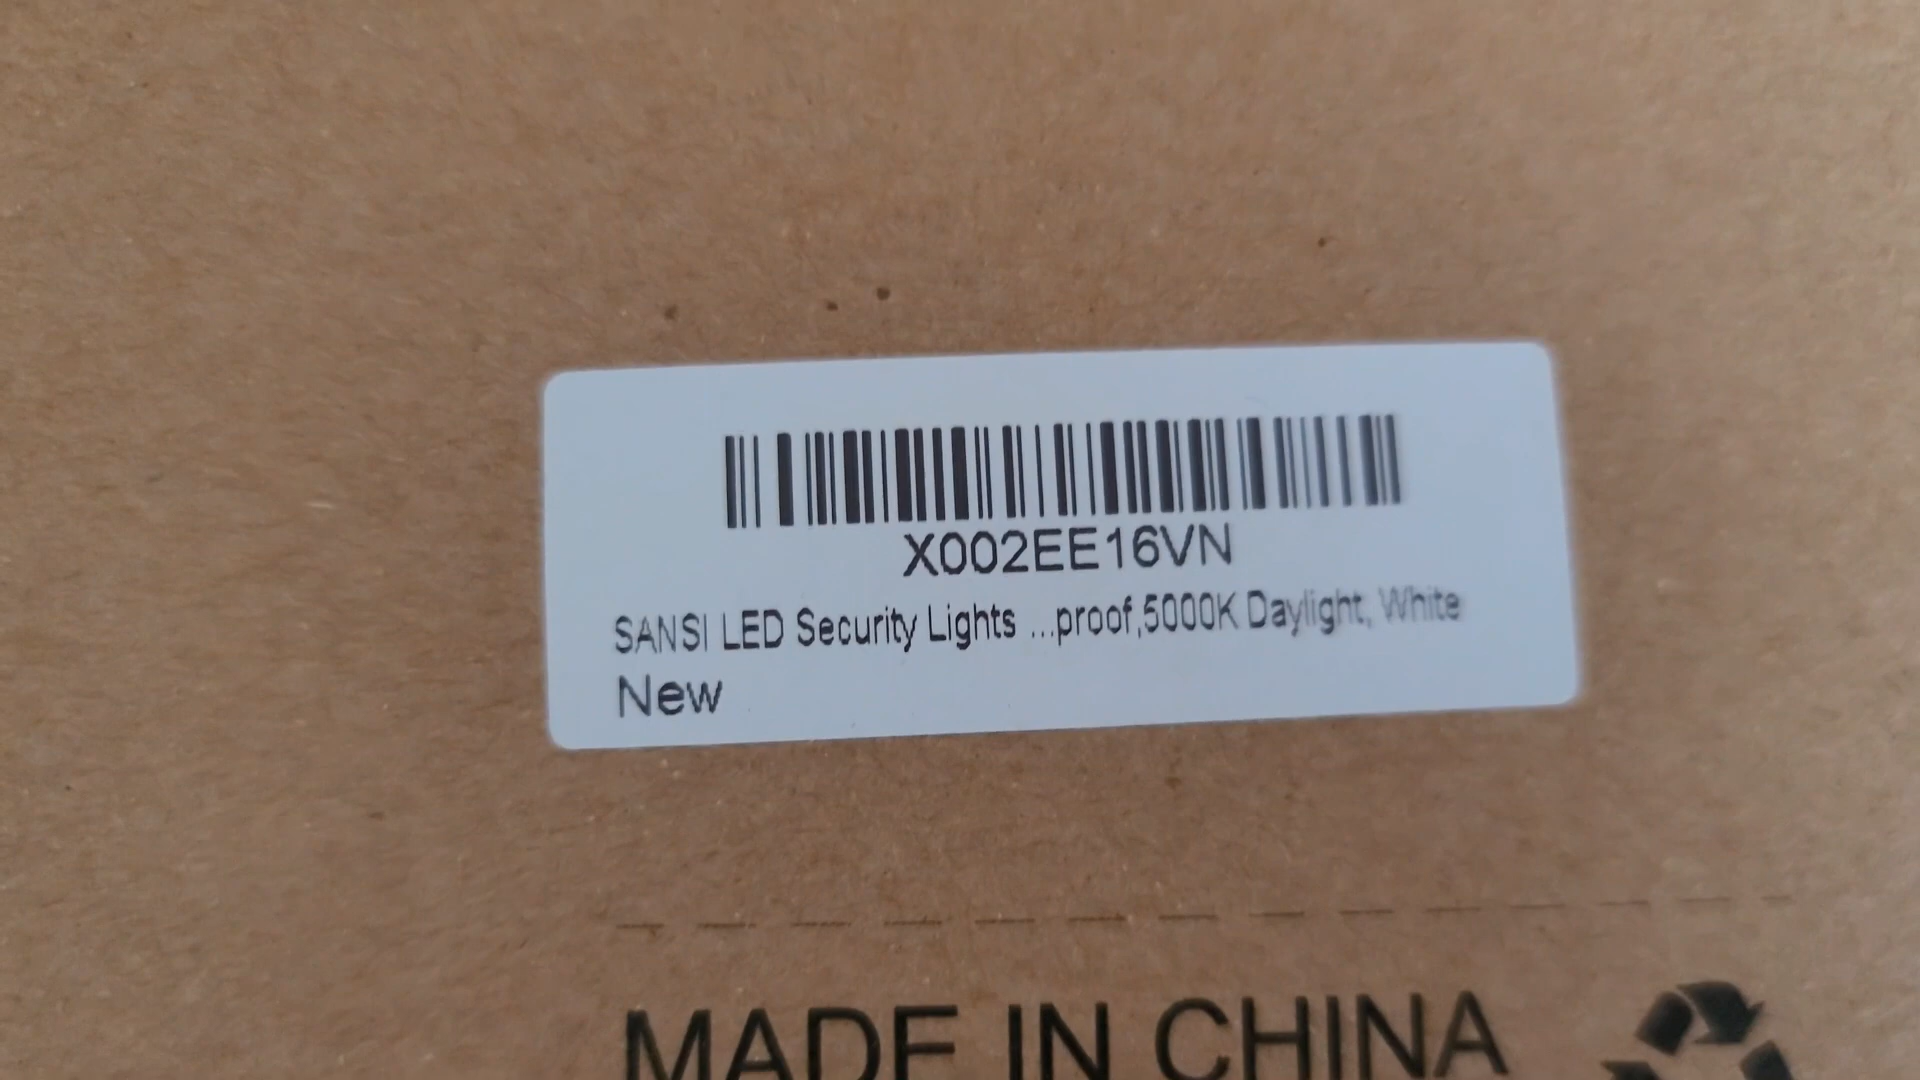 X002EE16VN
SANSI LED Security Lights ...proof,5000K Daylight, White
New
MADE IN CHINA